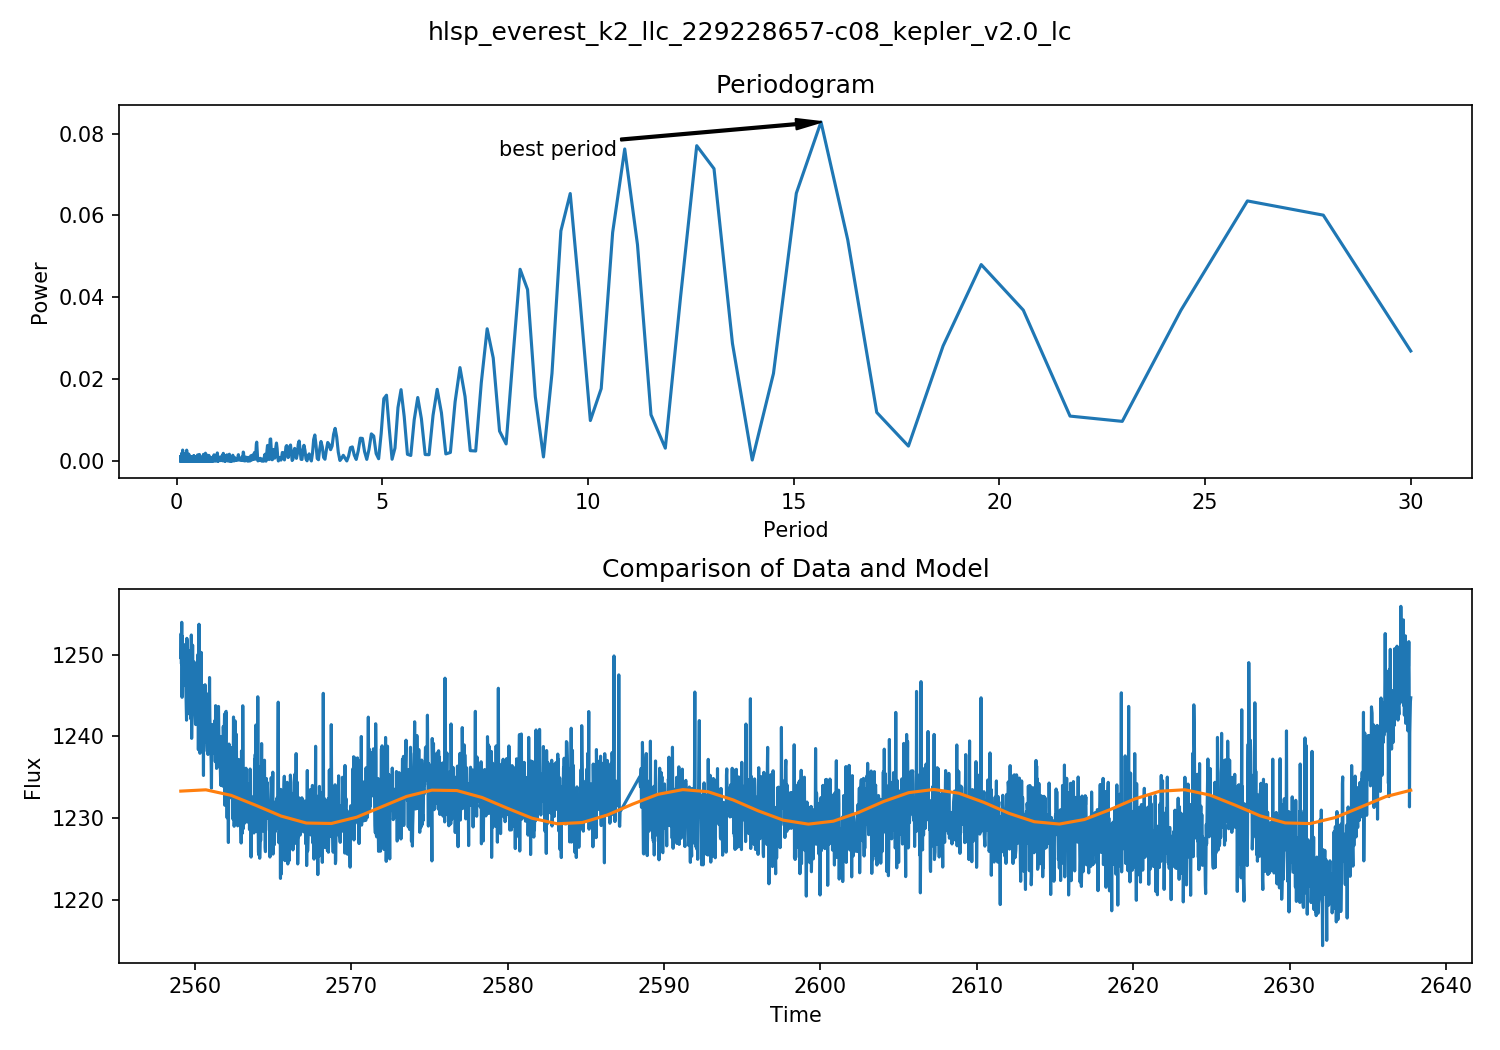 hlsp_everest_k2_llc_229228657-c08_kepler_v2.0_lc
Periodogram
0.08
0.06
0.04
0.02
0.00
Power
best period
0 5 10 15 20 25 30
Period
Comparison of Data and Model
1250
1240
1230
1220
Flux
2560 2570 2580 2590 2600 2610 2620 2630 2640
Time